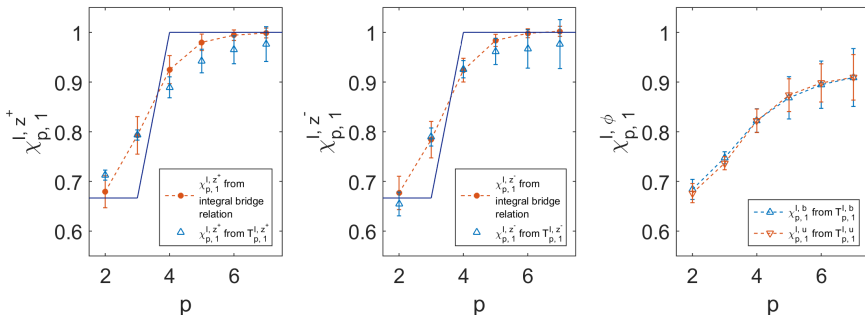 1
0.9
0.8
0.7
0.6
χ^{I, z^+}_{p, 1}
2 4 6
p
χ^{I, z^+}_{p, 1} from
integral bridge
relation
χ^{I, z^+}_{p, 1} from T^{I, z^+}_{p, 1}
1
0.9
0.8
0.7
0.6
χ^{I, z^-}_{p, 1}
2 4 6
p
χ^{I, z^-}_{p, 1} from
integral bridge
relation
χ^{I, z^-}_{p, 1} from T^{I, z^-}_{p, 1}
1
0.9
0.8
0.7
0.6
χ^{I, ϕ}_{p, 1}
2 4 6
p
χ^{I, b}_{p, 1} from T^{I, b}_{p, 1}
χ^{I, u}_{p, 1} from T^{I, u}_{p, 1}